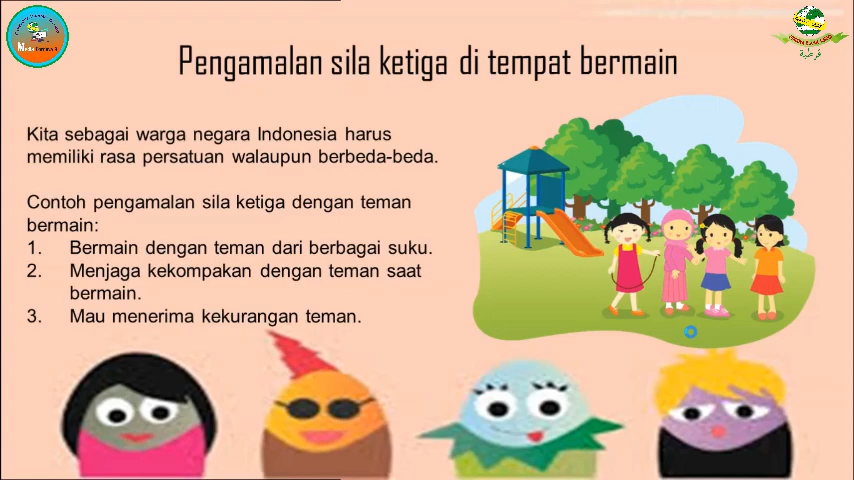 Pengamalan sila ketiga di tempat bermain
Kita sebagai warga negara Indonesia harus
memiliki rasa persatuan walaupun berbeda-beda.
Contoh pengamalan sila ketiga dengan teman
bermain:
1. Bermain dengan teman dari berbagai suku.
2. Menjaga kekompakan dengan teman saat
bermain.
3. Mau menerima kekurangan teman.